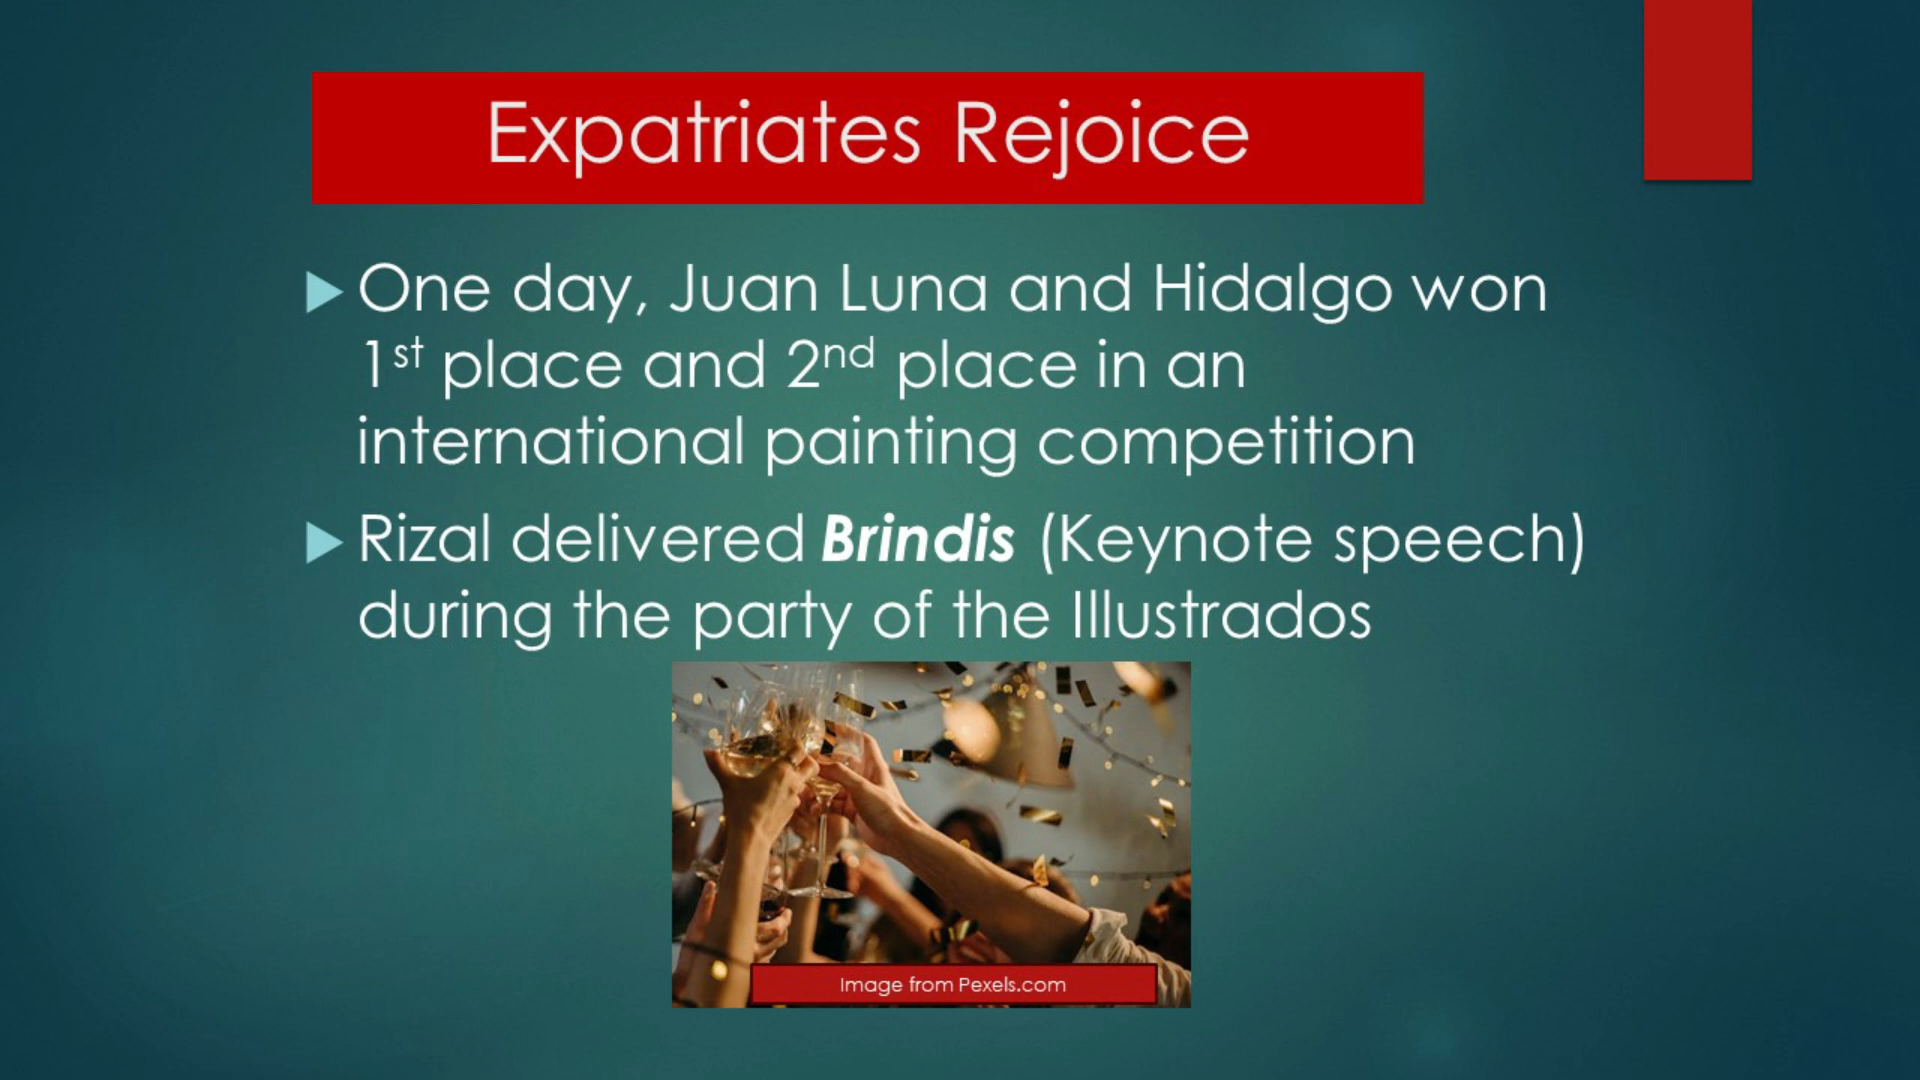 Expatriates Rejoice
One day, Juan Luna and Hidalgo won
1st place and 2nd place in an
international painting competition
Rizal delivered Brindis (Keynote speech)
during the party of the Illustrados
Image from Pexels.com